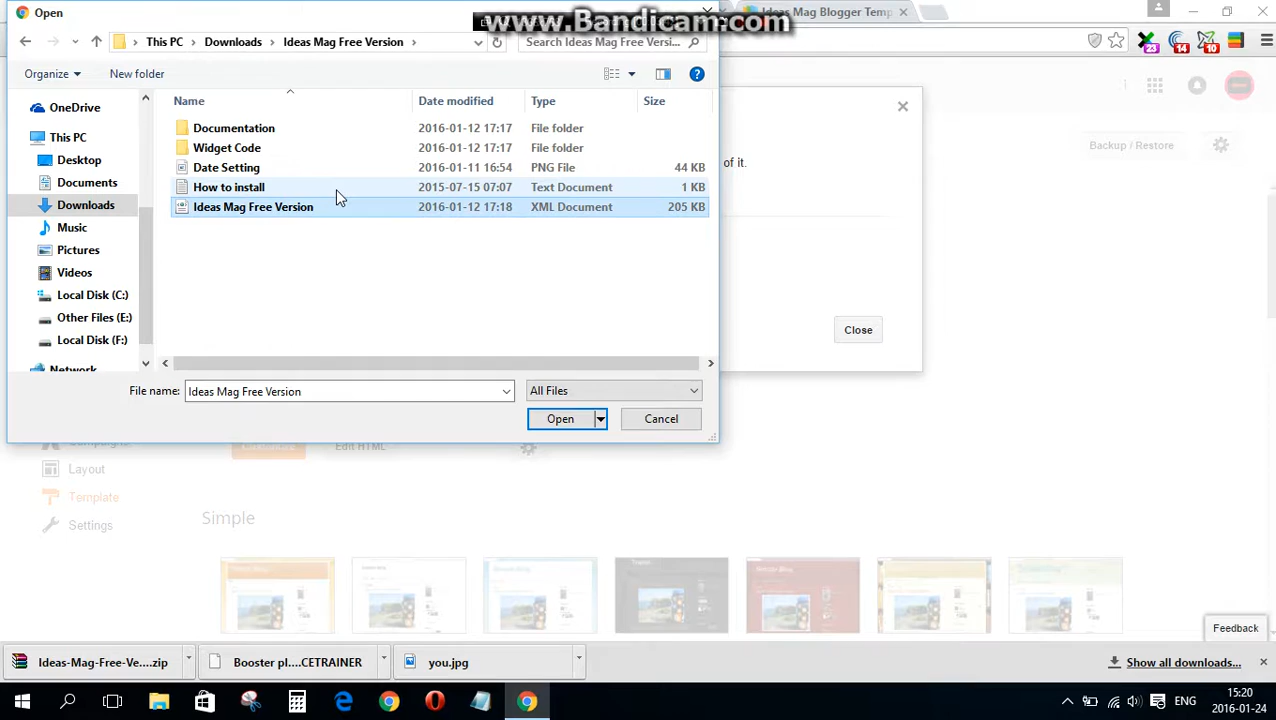 Open
www.Bandicam.com
Ideas Mag Blogger Temp
This PC > Downloads > Ideas Mag Free Version >
Search Ideas Mag Free Versi...
23
14
10
Organize
New folder
Name
Date modified
Type
Size
OneDrive
This PC
Desktop
Documents
Downloads
Music
Pictures
Videos
Local Disk (C:)
Other Files (E:)
Local Disk (F:)
Network
Documentation 2016-01-12 17:17 File folder
Widget Code 2016-01-12 17:17 File folder
Date Setting 2016-01-11 16:54 PNG File 44 KB
How to install 2015-07-15 07:07 Text Document 1 KB
Ideas Mag Free Version 2016-01-12 17:18 XML Document 205 KB
File name: Ideas Mag Free Version
All Files
Open
Cancel
Backup / Restore
of it.
Close
Edit HTML
Layout
Template
Settings
Simple
Feedback
Ideas-Mag-Free-Ve....zip
Booster pl....CETRAINER
you.jpg
Show all downloads...
ENG
15:20
2016-01-24